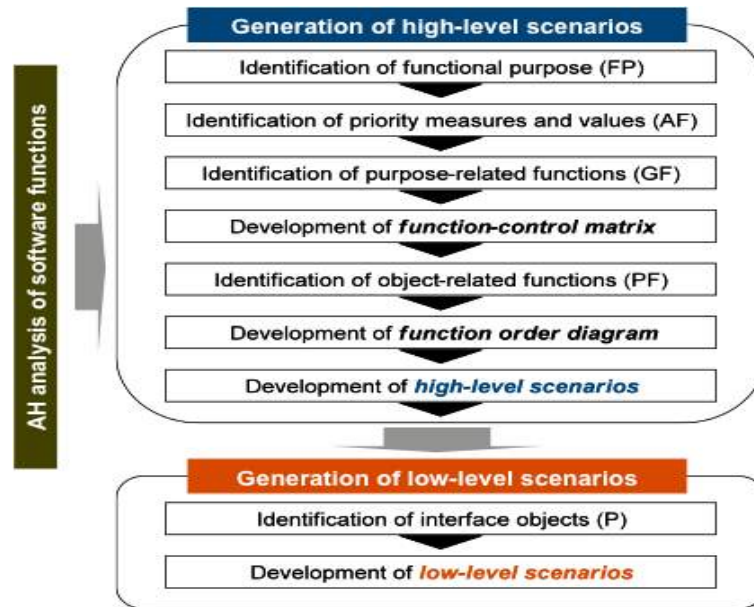 AH analysis of software functions
Generation of high-level scenarios
Identification of functional purpose (FP)
Identification of priority measures and values (AF)
Identification of purpose-related functions (GF)
Development of function-control matrix
Identification of object-related functions (PF)
Development of function order diagram
Development of high-level scenarios
Generation of low-level scenarios
Identification of interface objects (P)
Development of low-level scenarios